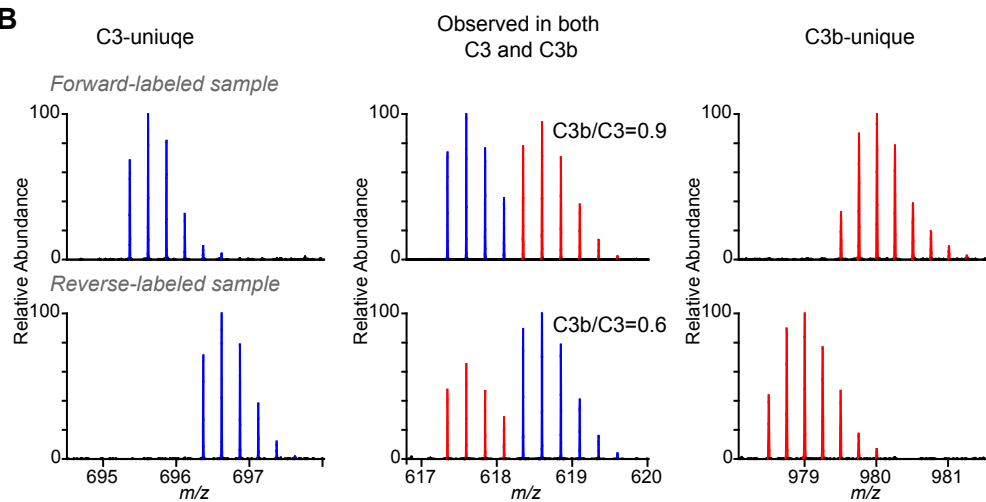 B
C3-uniuqe
Observed in both
C3 and C3b
C3b-unique
Forward-labeled sample
100
0
Relative Abundance
100
0
Relative Abundance
C3b/C3=0.9
100
0
Relative Abundance
Reverse-labeled sample
100
0
695 696 697
m/z
100
0
C3b/C3=0.6
617 618 619 620
m/z
100
0
979 980 981
m/z